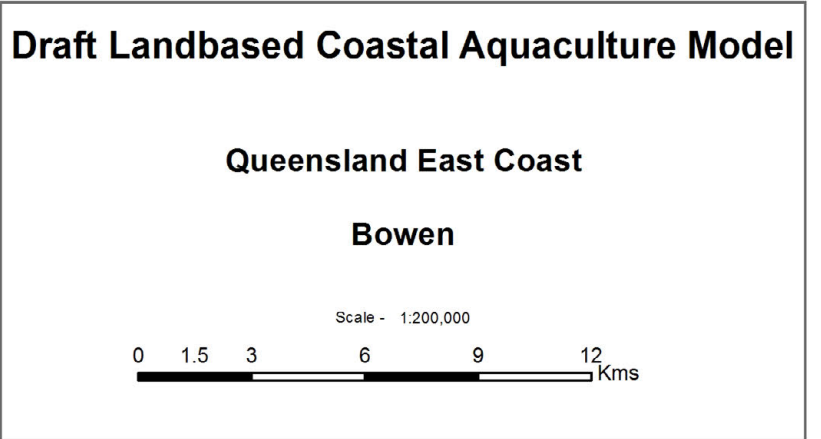 Draft Landbased Coastal Aquaculture Model
Queensland East Coast
Bowen
Scale - 1:200,000
0 1.5 3 6 9 12
Kms